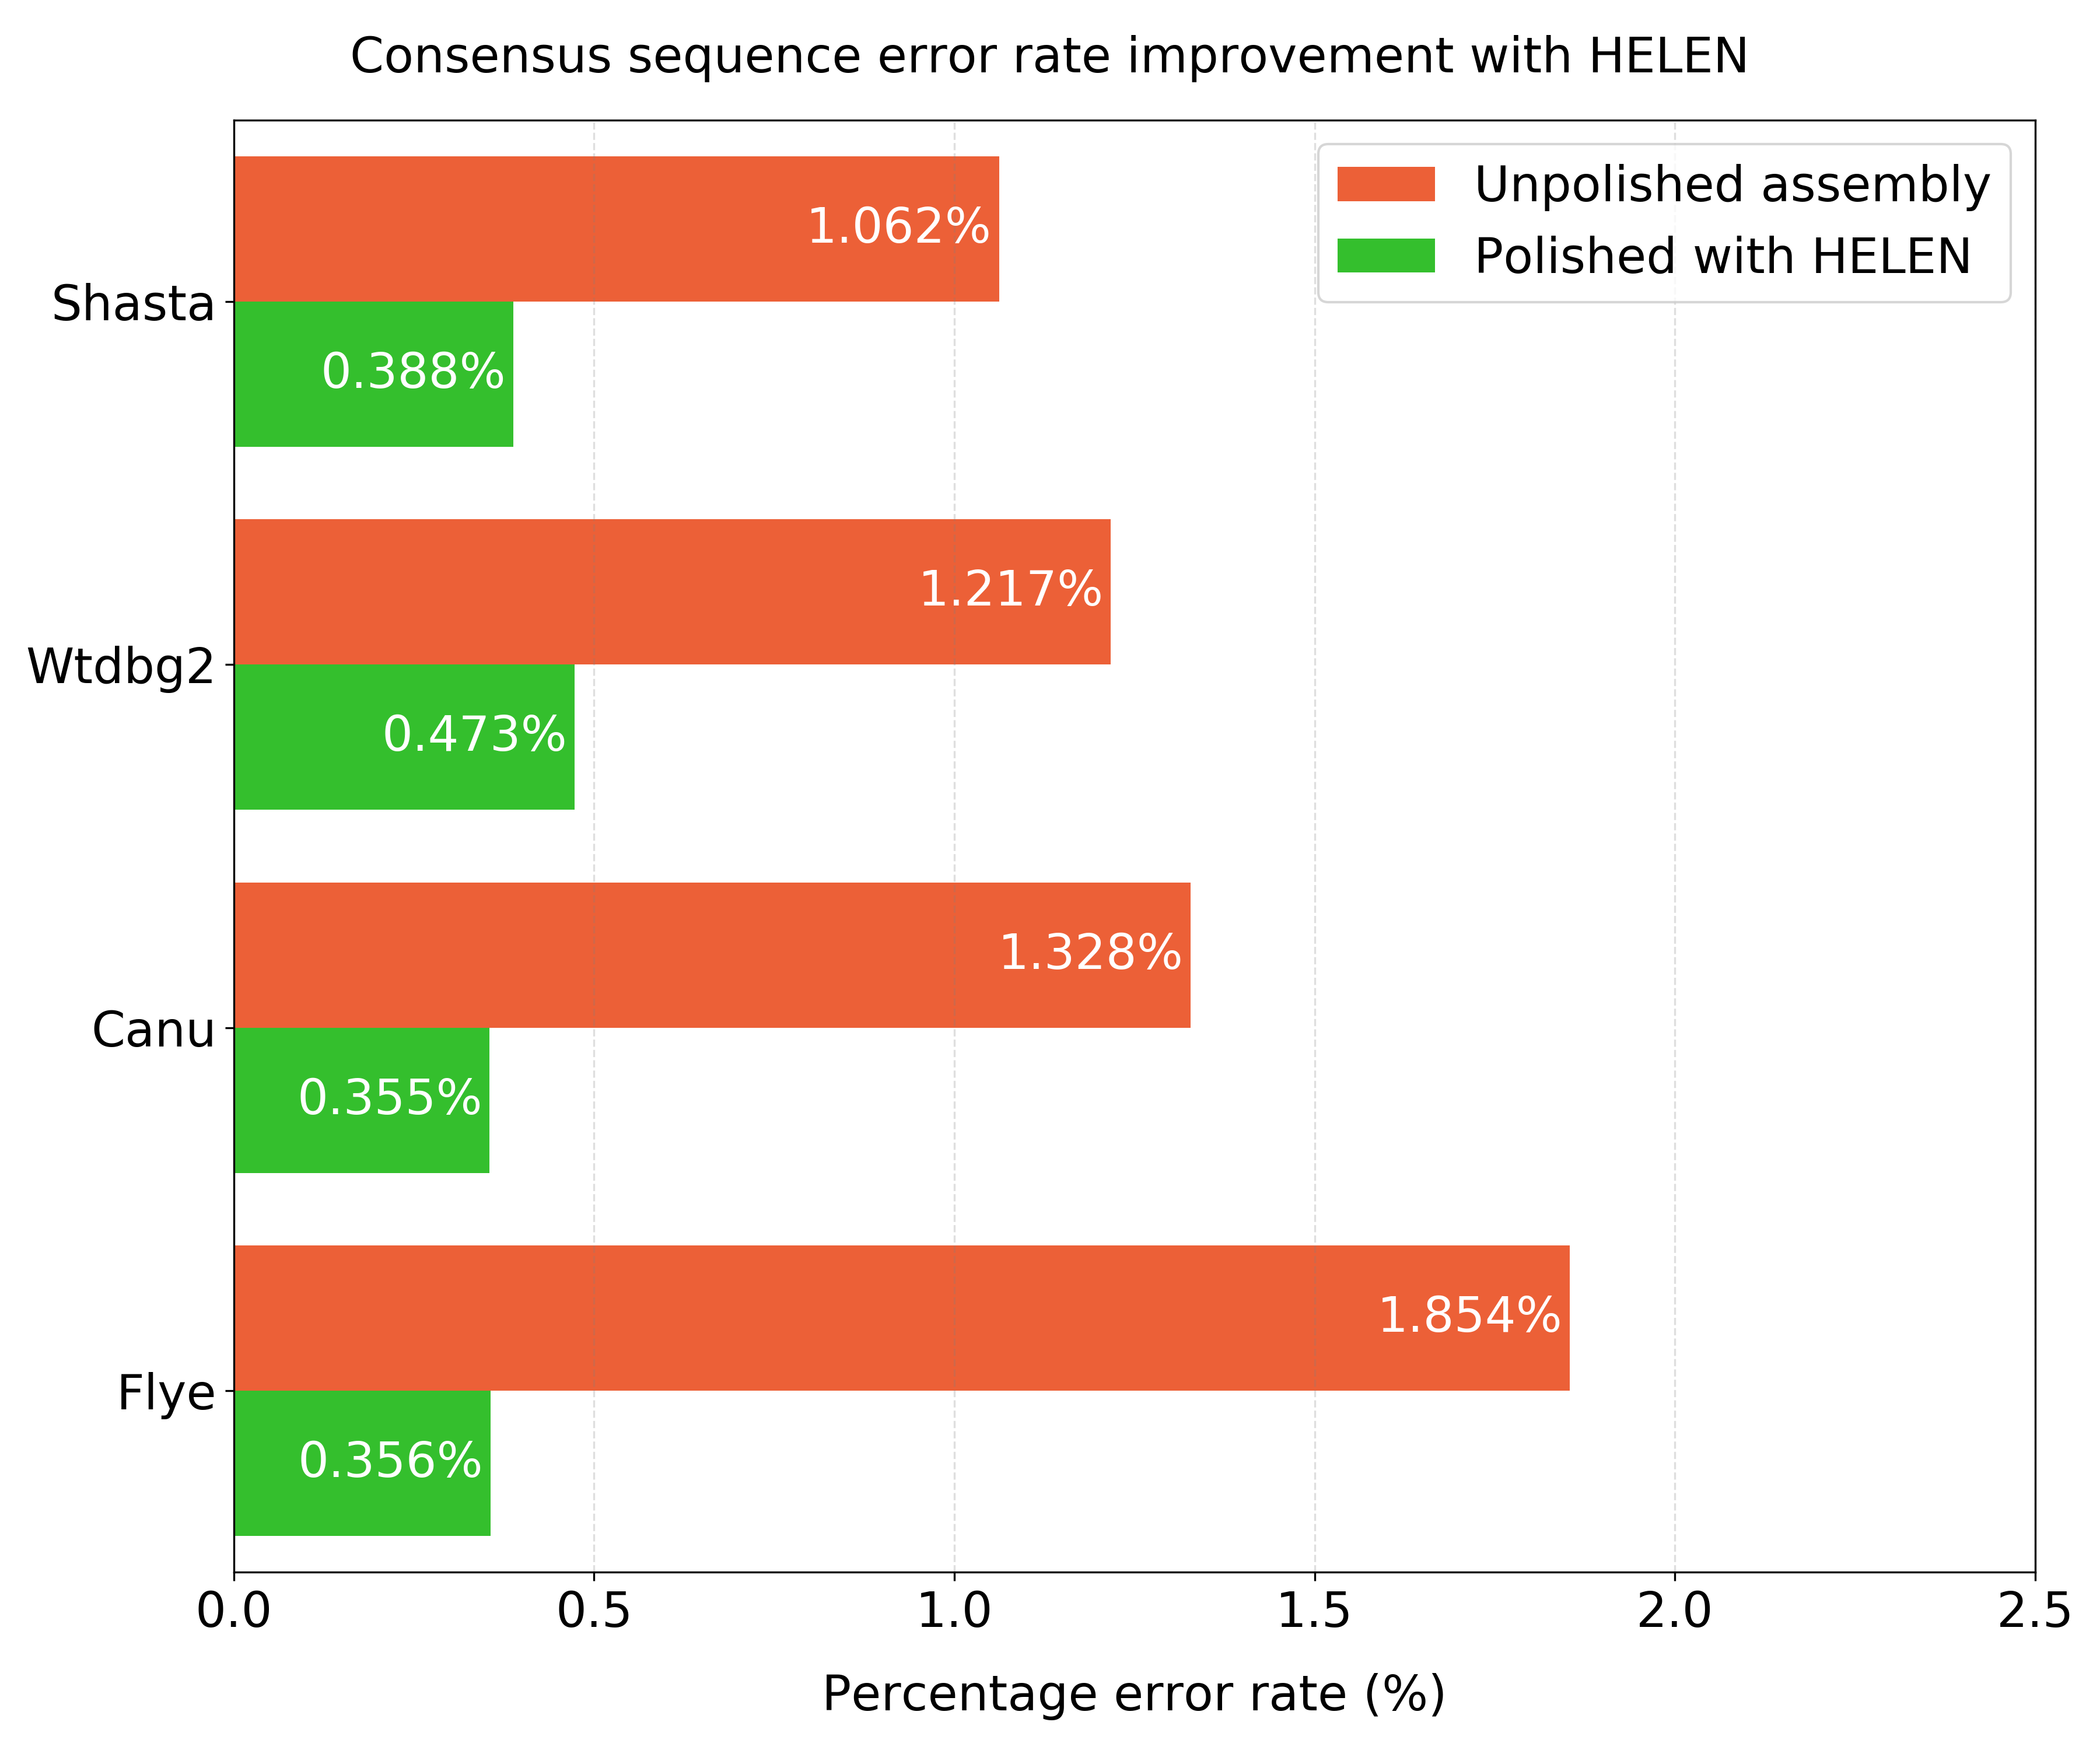 Consensus sequence error rate improvement with HELEN
Unpolished assembly
Polished with HELEN
Shasta
1.062%
0.388%
Wtdbg2
1.217%
0.473%
Canu
1.328%
0.355%
Flye
1.854%
0.356%
0.0 0.5 1.0 1.5 2.0 2.5
Percentage error rate (%)